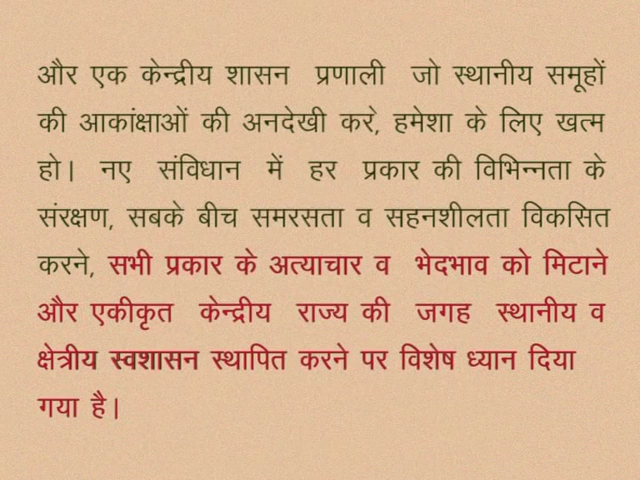 और एक केन्द्रीय शासन प्रणाली जो स्थानीय समूहों
की आकांक्षाओं की अनदेखी करे, हमेशा के लिए खत्म
हो। नए संविधान में हर प्रकार की विभिन्नता के
संरक्षण, सबके बीच समरसता व सहनशीलता विकसित
करने, सभी प्रकार के अत्याचार व भेदभाव को मिटाने
और एकीकृत केन्द्रीय राज्य की जगह स्थानीय व
क्षेत्रीय स्वशासन स्थापित करने पर विशेष ध्यान दिया
गया है।